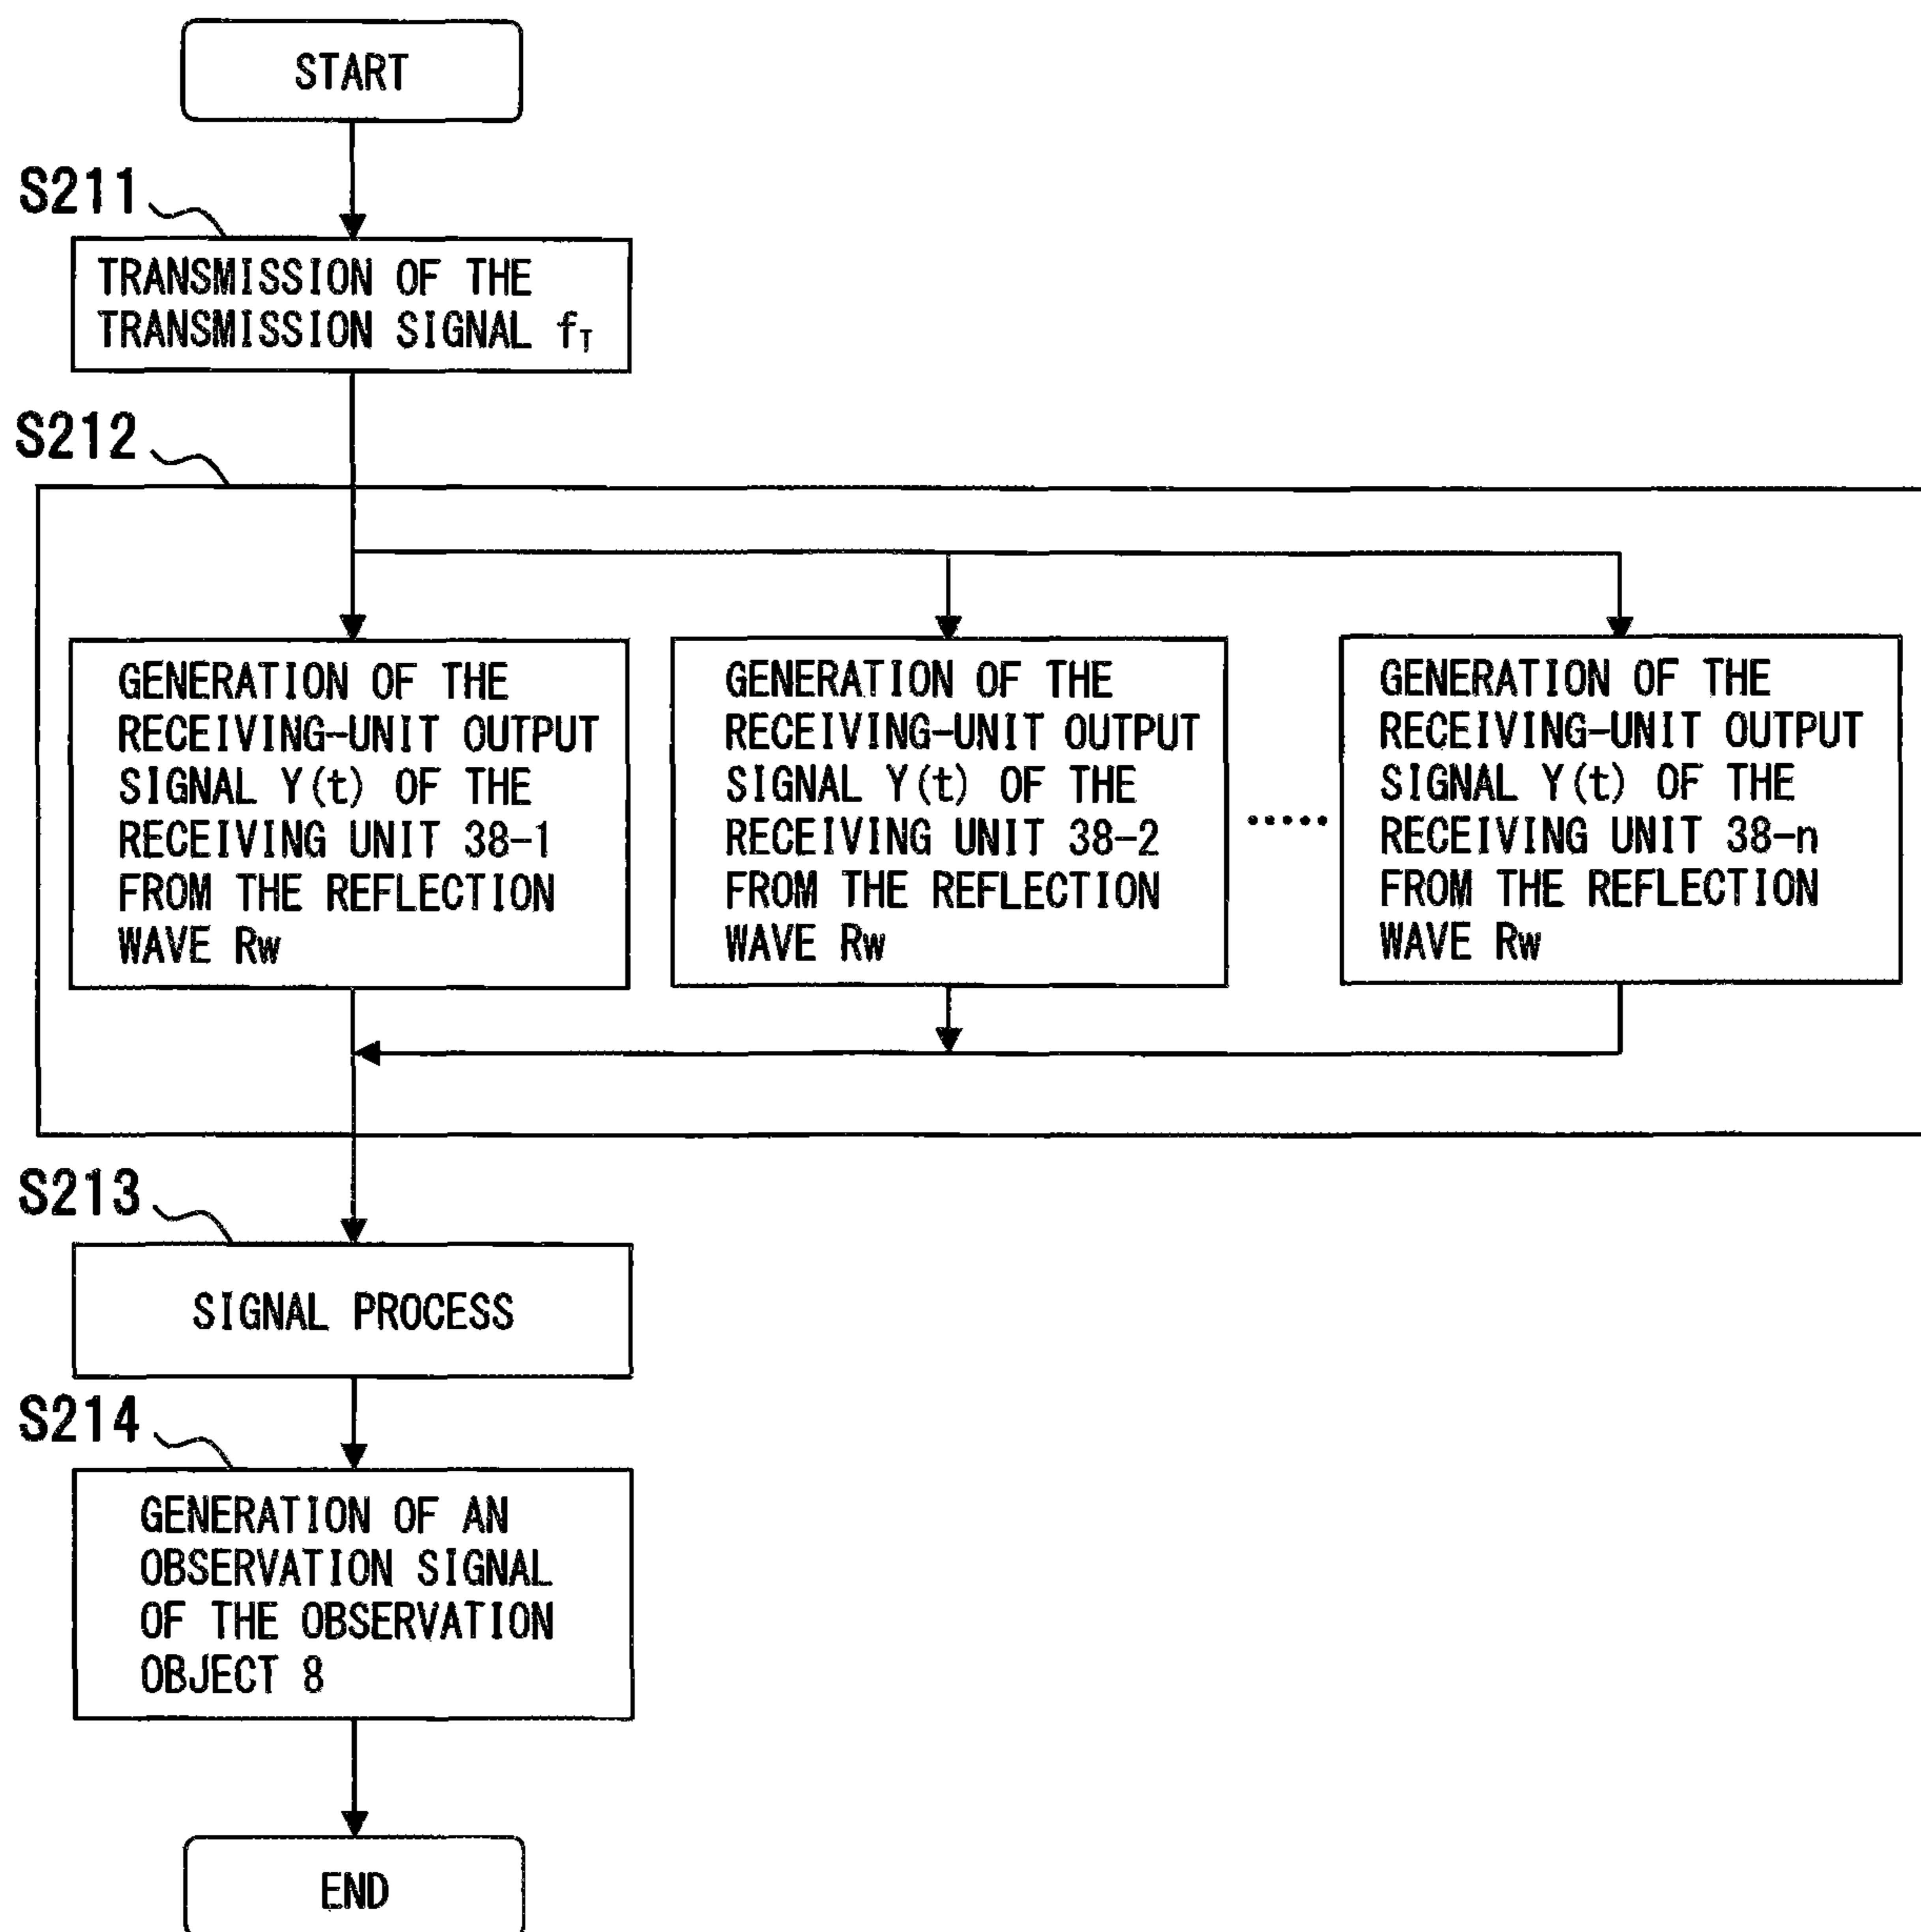 START
S211
TRANSMISSION OF THE
TRANSMISSION SIGNAL fT
S212
GENERATION OF THE
RECEIVING-UNIT OUTPUT
SIGNAL Y(t) OF THE
RECEIVING UNIT 38-1
FROM THE REFLECTION
WAVE Rw
GENERATION OF THE
RECEIVING-UNIT OUTPUT
SIGNAL Y(t) OF THE
RECEIVING UNIT 38-2
FROM THE REFLECTION
WAVE Rw
.....
GENERATION OF THE
RECEIVING-UNIT OUTPUT
SIGNAL Y(t) OF THE
RECEIVING UNIT 38-n
FROM THE REFLECTION
WAVE Rw
S213
SIGNAL PROCESS
S214
GENERATION OF AN
OBSERVATION SIGNAL
OF THE OBSERVATION
OBJECT 8
END